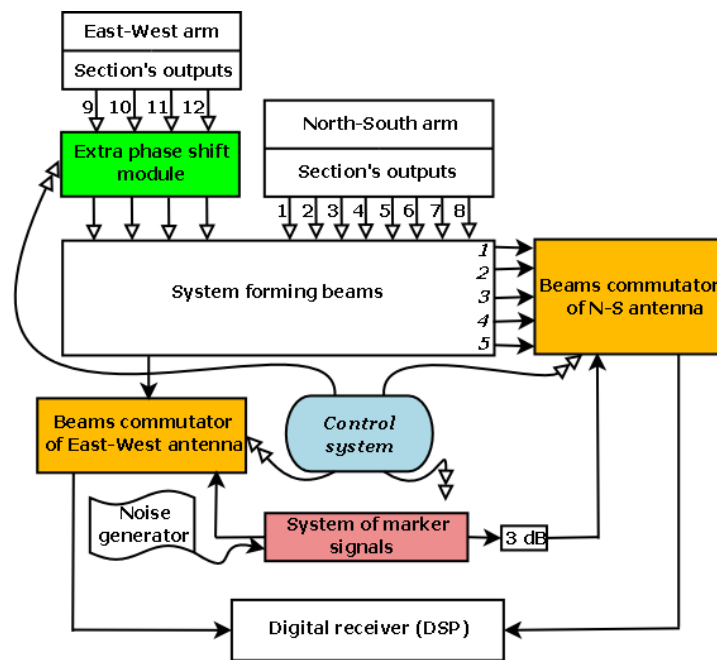 East-West arm
Section's outputs
9 10 11 12
Extra phase shift
module
North-South arm
Section's outputs
1 2 3 4 5 6 7 8
System forming beams
1
2
3
4
5
Beams commutator
of N-S antenna
Beams commutator
of East-West antenna
Control
system
Noise
generator
System of marker
signals
3 dB
Digital receiver (DSP)